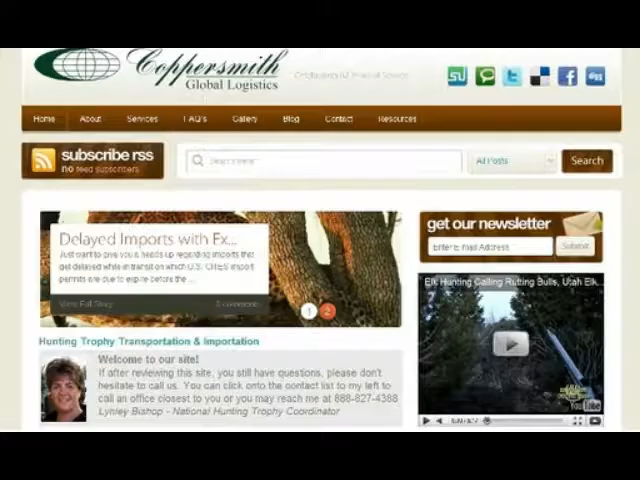 Coppersmith
Global Logistics
Home About Services FAQ's Gallery Blog Contact Resources
subscribe rss
no feed subscribers
All Posts
Search
get our newsletter
Enter E-mail Address
Submit
Delayed Imports with Ex...
Just want to give you a heads up regarding imports that
get delayed while in transit on which U.S. CITES import
permits are due to expire before the ...
View Full Story
1 2
Elk Hunting Calling Rutting Bulls, Utah Elk...
Hunting Trophy Transportation & Importation
Welcome to our site!
If after reviewing this site, you still have questions, please don't
hesitate to call us. You can click onto the contact list to my left to
call an office closest to you or you may reach me at 888-827-4388
Lynley Bishop - National Hunting Trophy Coordinator
YouTube